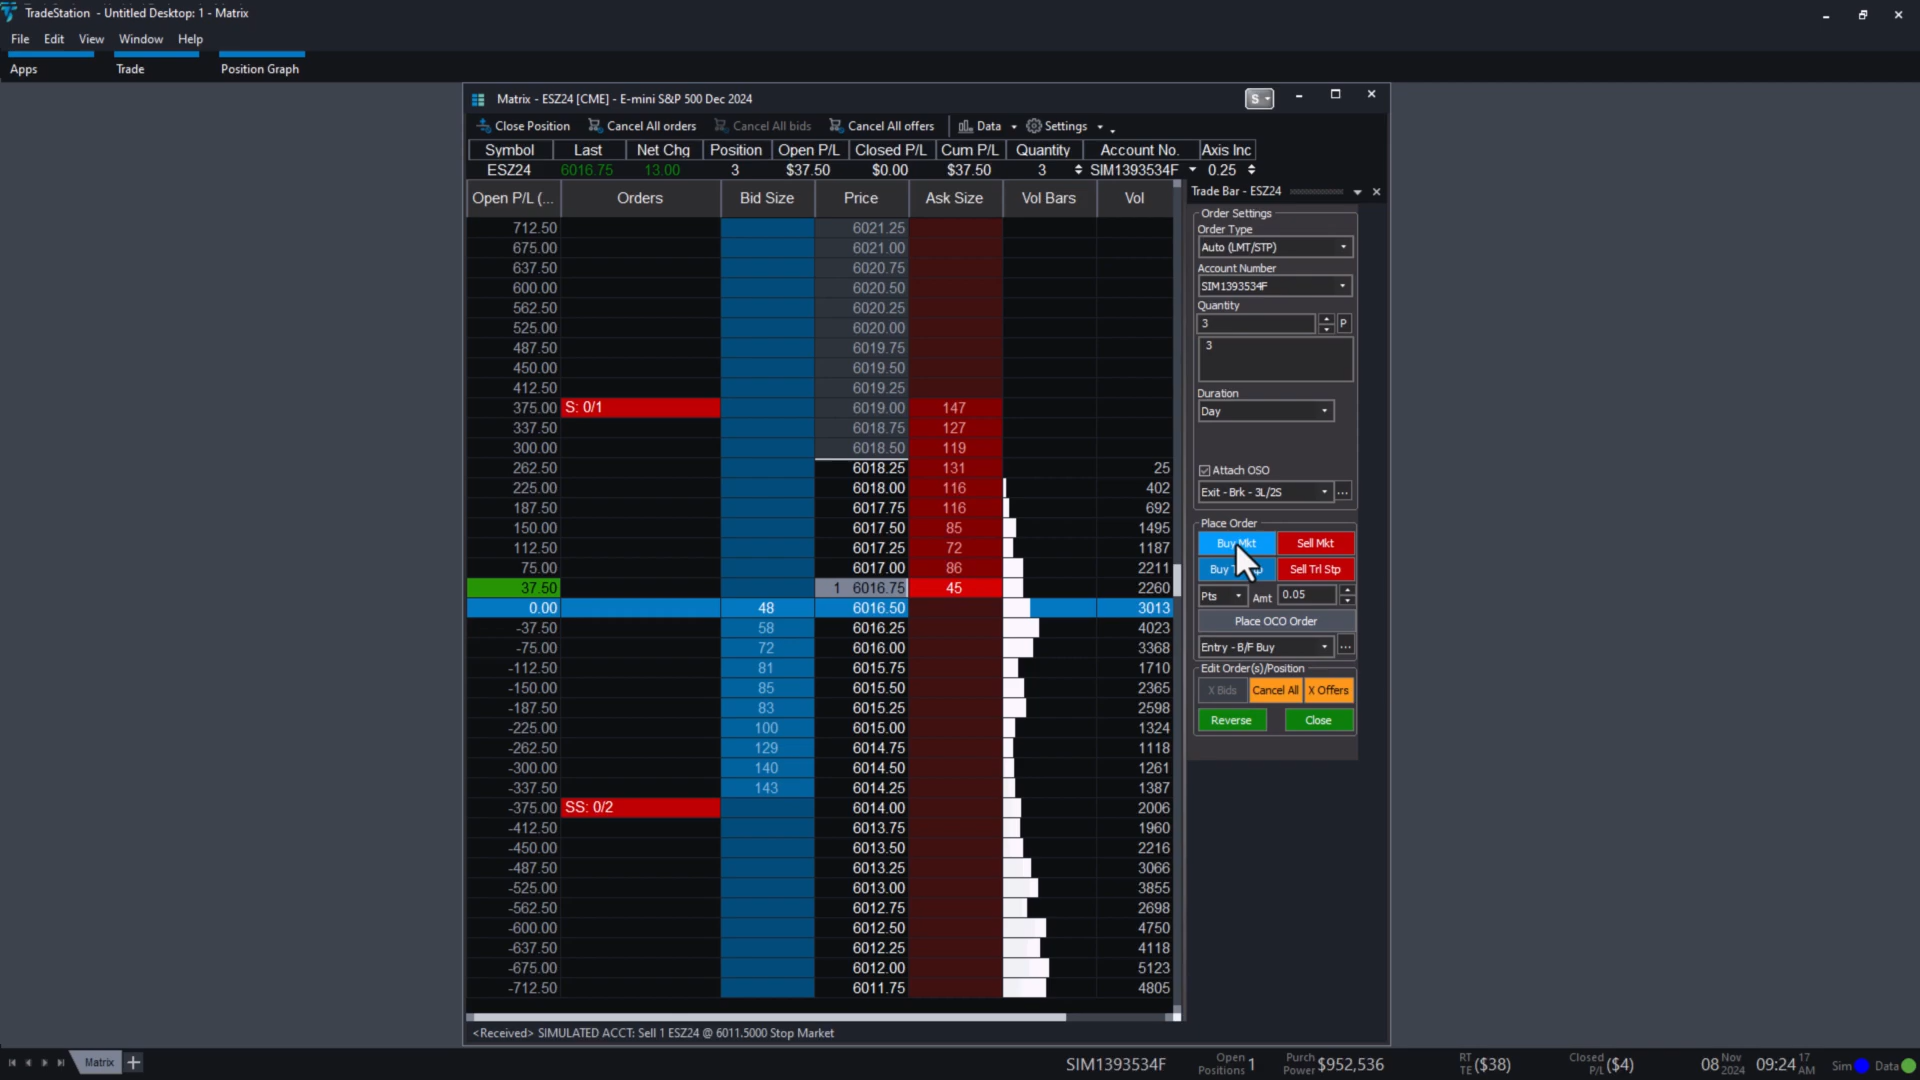 TradeStation - Untitled Desktop: 1 - Matrix
File Edit View Window Help
Apps Trade Position Graph
Matrix - ESZ24 [CME] - E-mini S&P 500 Dec 2024 S
Close Position Cancel All orders Cancel All bids Cancel All offers Data Settings
Symbol Last Net Chg Position Open P/L Closed P/L Cum P/L Quantity Account No. Axis Inc
ESZ24 6016.75 13.00 3 $37.50 $0.00 $37.50 3 SIM1393534F 0.25
Open P/L (... Orders Bid Size Price Ask Size Vol Bars Vol
712.50 6021.25
675.00 6021.00
637.50 6020.75
600.00 6020.50
562.50 6020.25
525.00 6020.00
487.50 6019.75
450.00 6019.50
412.50 6019.25
375.00 S: 0/1 6019.00 147
337.50 6018.75 127
300.00 6018.50 119
262.50 6018.25 131 25
225.00 6018.00 116 402
187.50 6017.75 116 692
150.00 6017.50 85 1495
112.50 6017.25 72 1187
75.00 6017.00 86 2211
37.50 1 6016.75 45 2260
0.00 48 6016.50 3013
-37.50 58 6016.25 4023
-75.00 72 6016.00 3368
-112.50 81 6015.75 1710
-150.00 85 6015.50 2365
-187.50 83 6015.25 2598
-225.00 100 6015.00 1324
-262.50 129 6014.75 1118
-300.00 140 6014.50 1261
-337.50 143 6014.25 1387
-375.00 SS: 0/2 6014.00 2006
-412.50 6013.75 1960
-450.00 6013.50 2216
-487.50 6013.25 3066
-525.00 6013.00 3855
-562.50 6012.75 2698
-600.00 6012.50 4750
-637.50 6012.25 4118
-675.00 6012.00 5123
-712.50 6011.75 4805
Trade Bar - ESZ24
Order Settings
Order Type
Auto (LMT/STP)
Account Number
SIM1393534F
Quantity
3 P
3
Duration
Day
Attach OSO
Exit - Brk - 3L/2S ...
Place Order
Buy Mkt Sell Mkt
Buy Sell Trl Stp
Pts Amt 0.05
Place OCO Order
Entry - B/F Buy ...
Edit Order(s)/Position
X Bids Cancel All X Offers
Reverse Close
<Received> SIMULATED ACCT: Sell 1 ESZ24 @ 6011.5000 Stop Market
Matrix SIM1393534F Open Positions 1 Purch Power $952,536 RT TE ($38) Closed P/L ($4) 08 Nov 2024 09:24 17 AM Sim Data